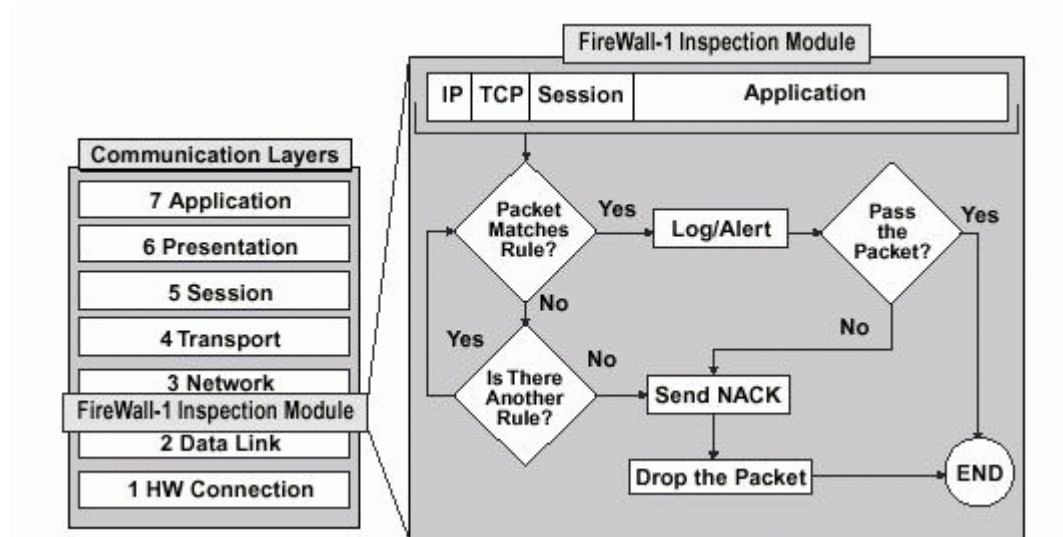 FireWall-1 Inspection Module
IP TCP Session Application
Communication Layers
7 Application
6 Presentation
5 Session
4 Transport
3 Network
FireWall-1 Inspection Module
2 Data Link
1 HW Connection
Packet
Matches
Rule?
Yes
Log/Alert
Pass
the
Packet?
Yes
No
No
Yes
Is There
Another
Rule?
No
Send NACK
Drop the Packet
END